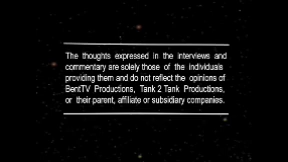 The thoughts expressed in the interviews and
commentary are solely those of the individuals
providing them and do not reflect the opinions of
BentTV Productions, Tank 2 Tank Productions,
or their parent, affiliate or subsidiary companies.